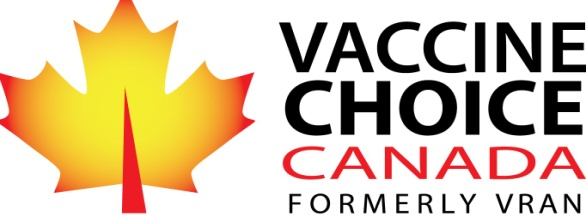 VACCINE
CHOICE
CANADA
FORMERLY VRAN